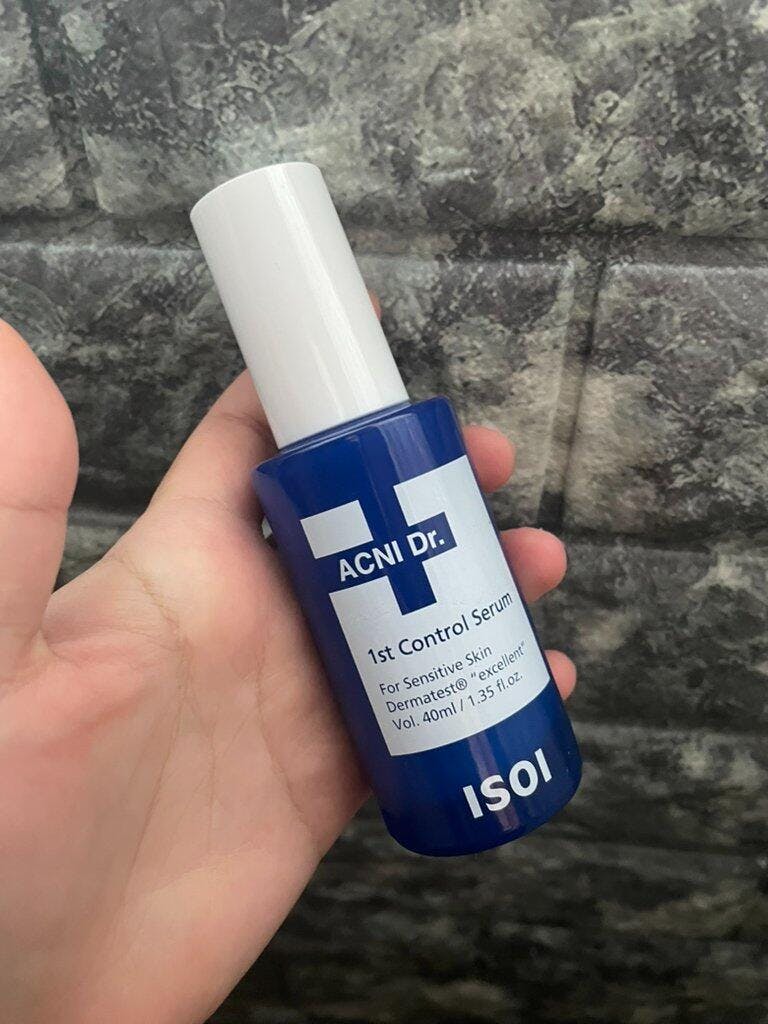 ACNI Dr.
1st Control Serum
For Sensitive Skin
Dermatest® "excellent"
Vol. 40ml / 1.35 fl.oz.
ISOI